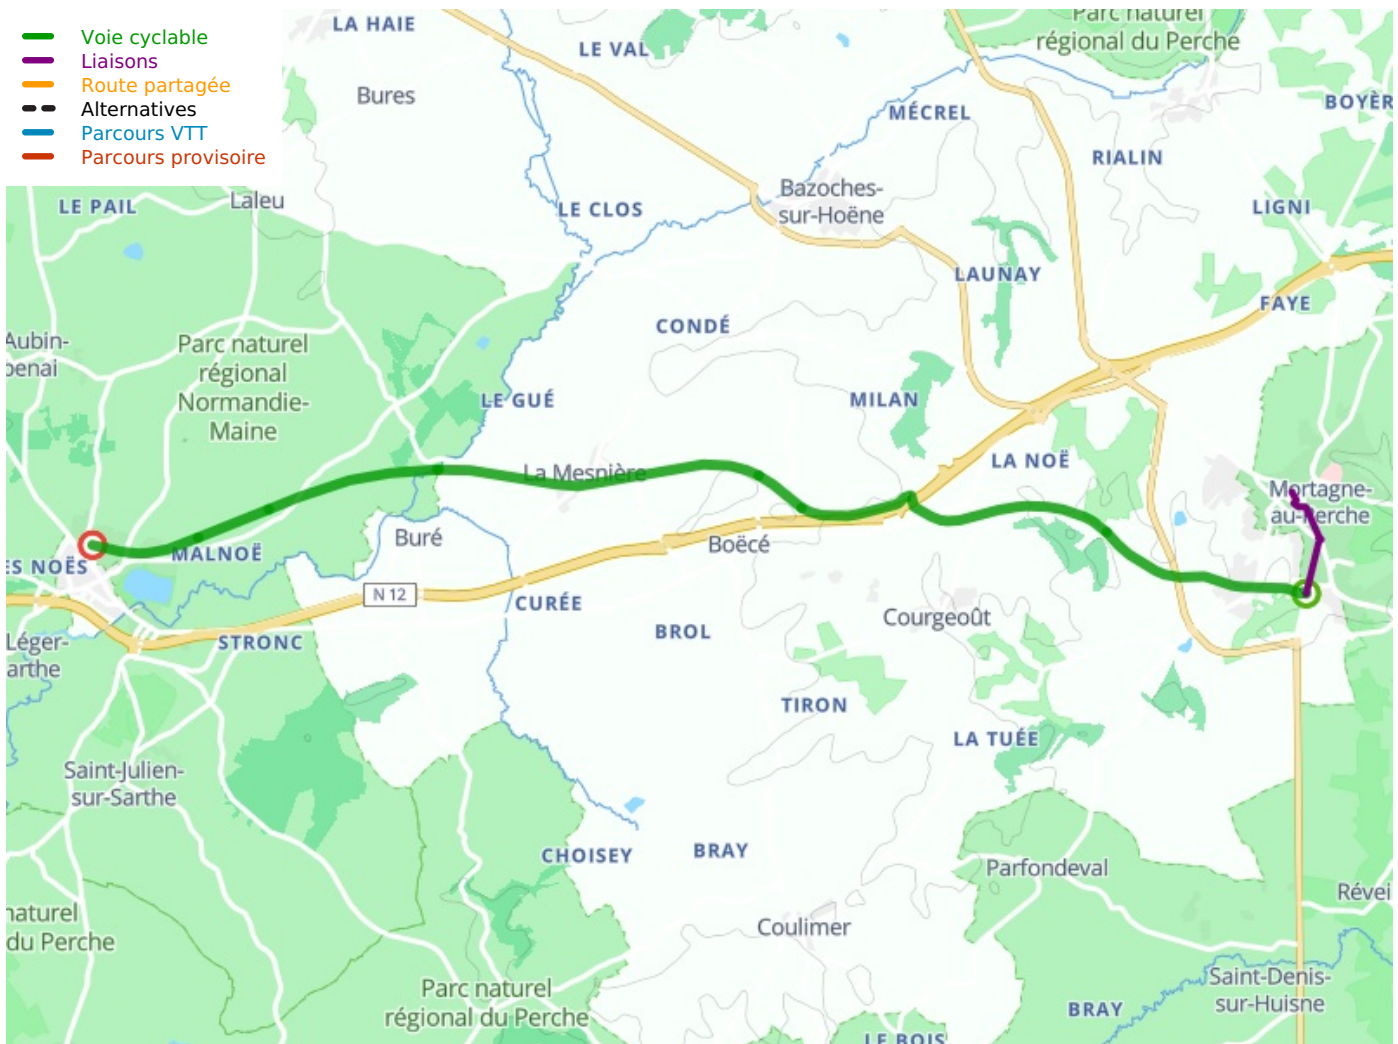 Voie cyclable
Liaisons
Route partagée
Alternatives
Parcours VTT
Parcours provisoire
LA HAIE
LE VAL
Parc naturel
régional du Perche
Bures
MÉCREL
BOYÈR
RIALIN
LE PAIL
Laleu
LE CLOS
Bazoches-
sur-Hoëne
LIGNI
LAUNAY
FAYE
CONDÉ
Aubin-
benai
Parc naturel
régional
Normandie-
Maine
LE GUÉ
MILAN
La Mesnière
LA NOË
Mortagne-
au-Perche
MALNOË
Buré
Boëcé
ES NOËS
N 12
CURÉE
Courgeoût
BROL
STRONC
Léger-
arthe
TIRON
LA TUÉE
Saint-Julien-
sur-Sarthe
CHOISEY
BRAY
Parfondeval
Révei
naturel
du Perche
Coulimer
Parc naturel
régional du Perche
Saint-Denis-
sur-Huisne
BRAY
LE BOIS